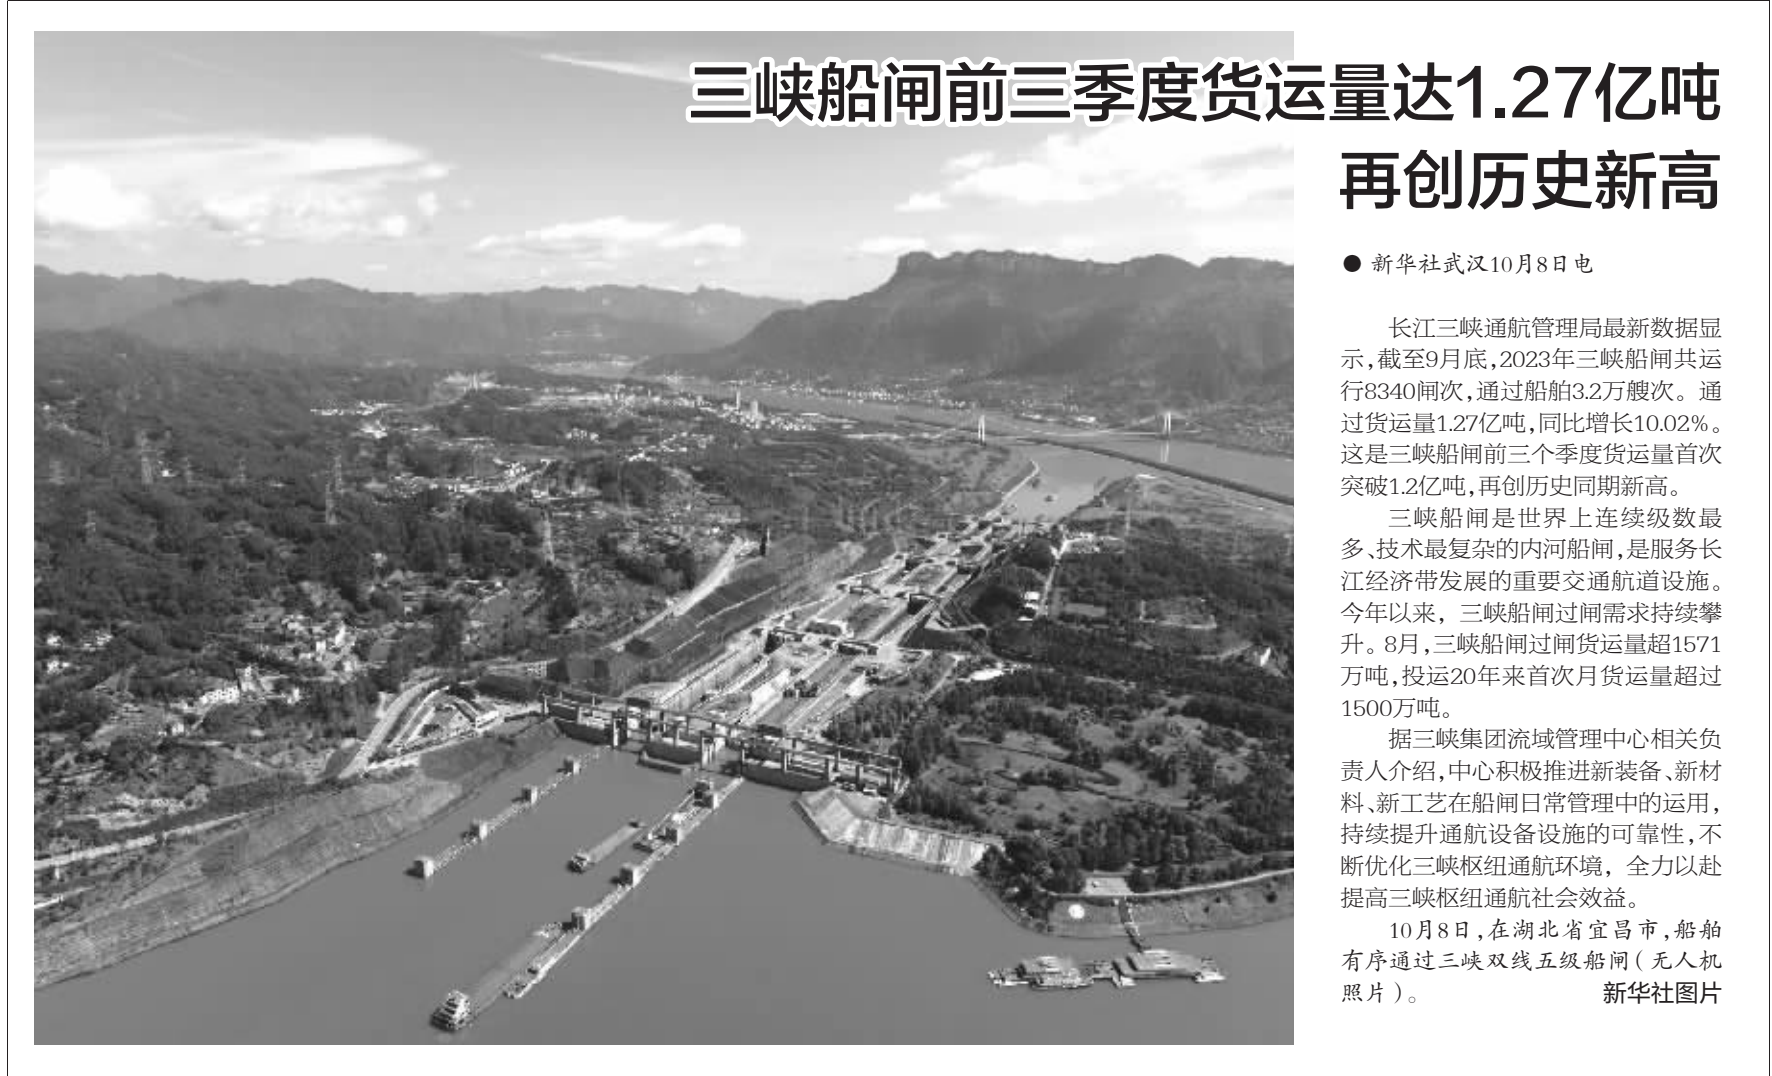 三峡船闸前三季度货运量达1.27亿吨
再创历史新高
● 新华社武汉10月8日电
长江三峡通航管理局最新数据显
示，截至9月底，2023年三峡船闸共运
行8340闸次，通过船舶3.2万艘次。通
过货运量1.27亿吨，同比增长10.02%。
这是三峡船闸前三个季度货运量首次
突破1.2亿吨，再创历史同期新高。
三峡船闸是世界上连续级数最
多、技术最复杂的内河船闸，是服务长
江经济带发展的重要交通航道设施。
今年以来，三峡船闸过闸需求持续攀
升。8月，三峡船闸过闸货运量超1571
万吨，投运20年来首次月货运量超过
1500万吨。
据三峡集团流域管理中心相关负
责人介绍，中心积极推进新装备、新材
料、新工艺在船闸日常管理中的运用，
持续提升通航设备设施的可靠性，不
断优化三峡枢纽通航环境，全力以赴
提高三峡枢纽通航社会效益。
10月8日，在湖北省宜昌市，船舶
有序通过三峡双线五级船闸（无人机
照片）。 新华社图片